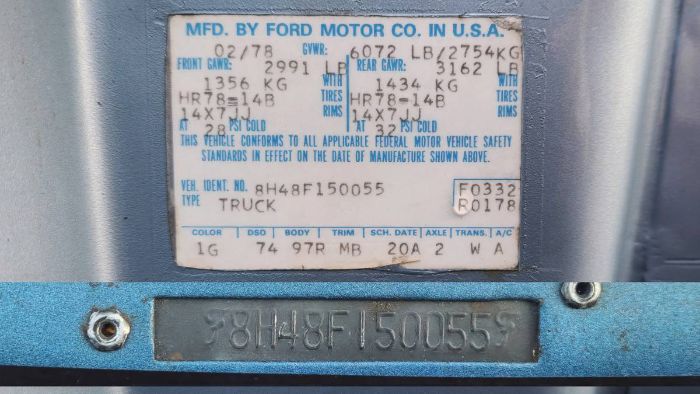 MFD. BY FORD MOTOR CO. IN U.S.A.
02/78 GVWR: 6072 LB/2754KG
FRONT GAWR: 2991 LB REAR GAWR: 3162 LB
1356 KG WITH 1434 KG WITH
HR78=14B TIRES HR78-14B TIRES
14X7JJ RIMS 14X7JJ RIMS
AT 28 PSI COLD AT 32 PSI COLD
THIS VEHICLE CONFORMS TO ALL APPLICABLE FEDERAL MOTOR VEHICLE SAFETY
STANDARDS IN EFFECT ON THE DATE OF MANUFACTURE SHOWN ABOVE.
VEH. IDENT. NO. 8H48F150055 F0332
TYPE TRUCK R0178
COLOR DSO BODY TRIM SCH. DATE AXLE TRANS. A/C
1G 74 97R MB 20A 2 W A
8H48F150055